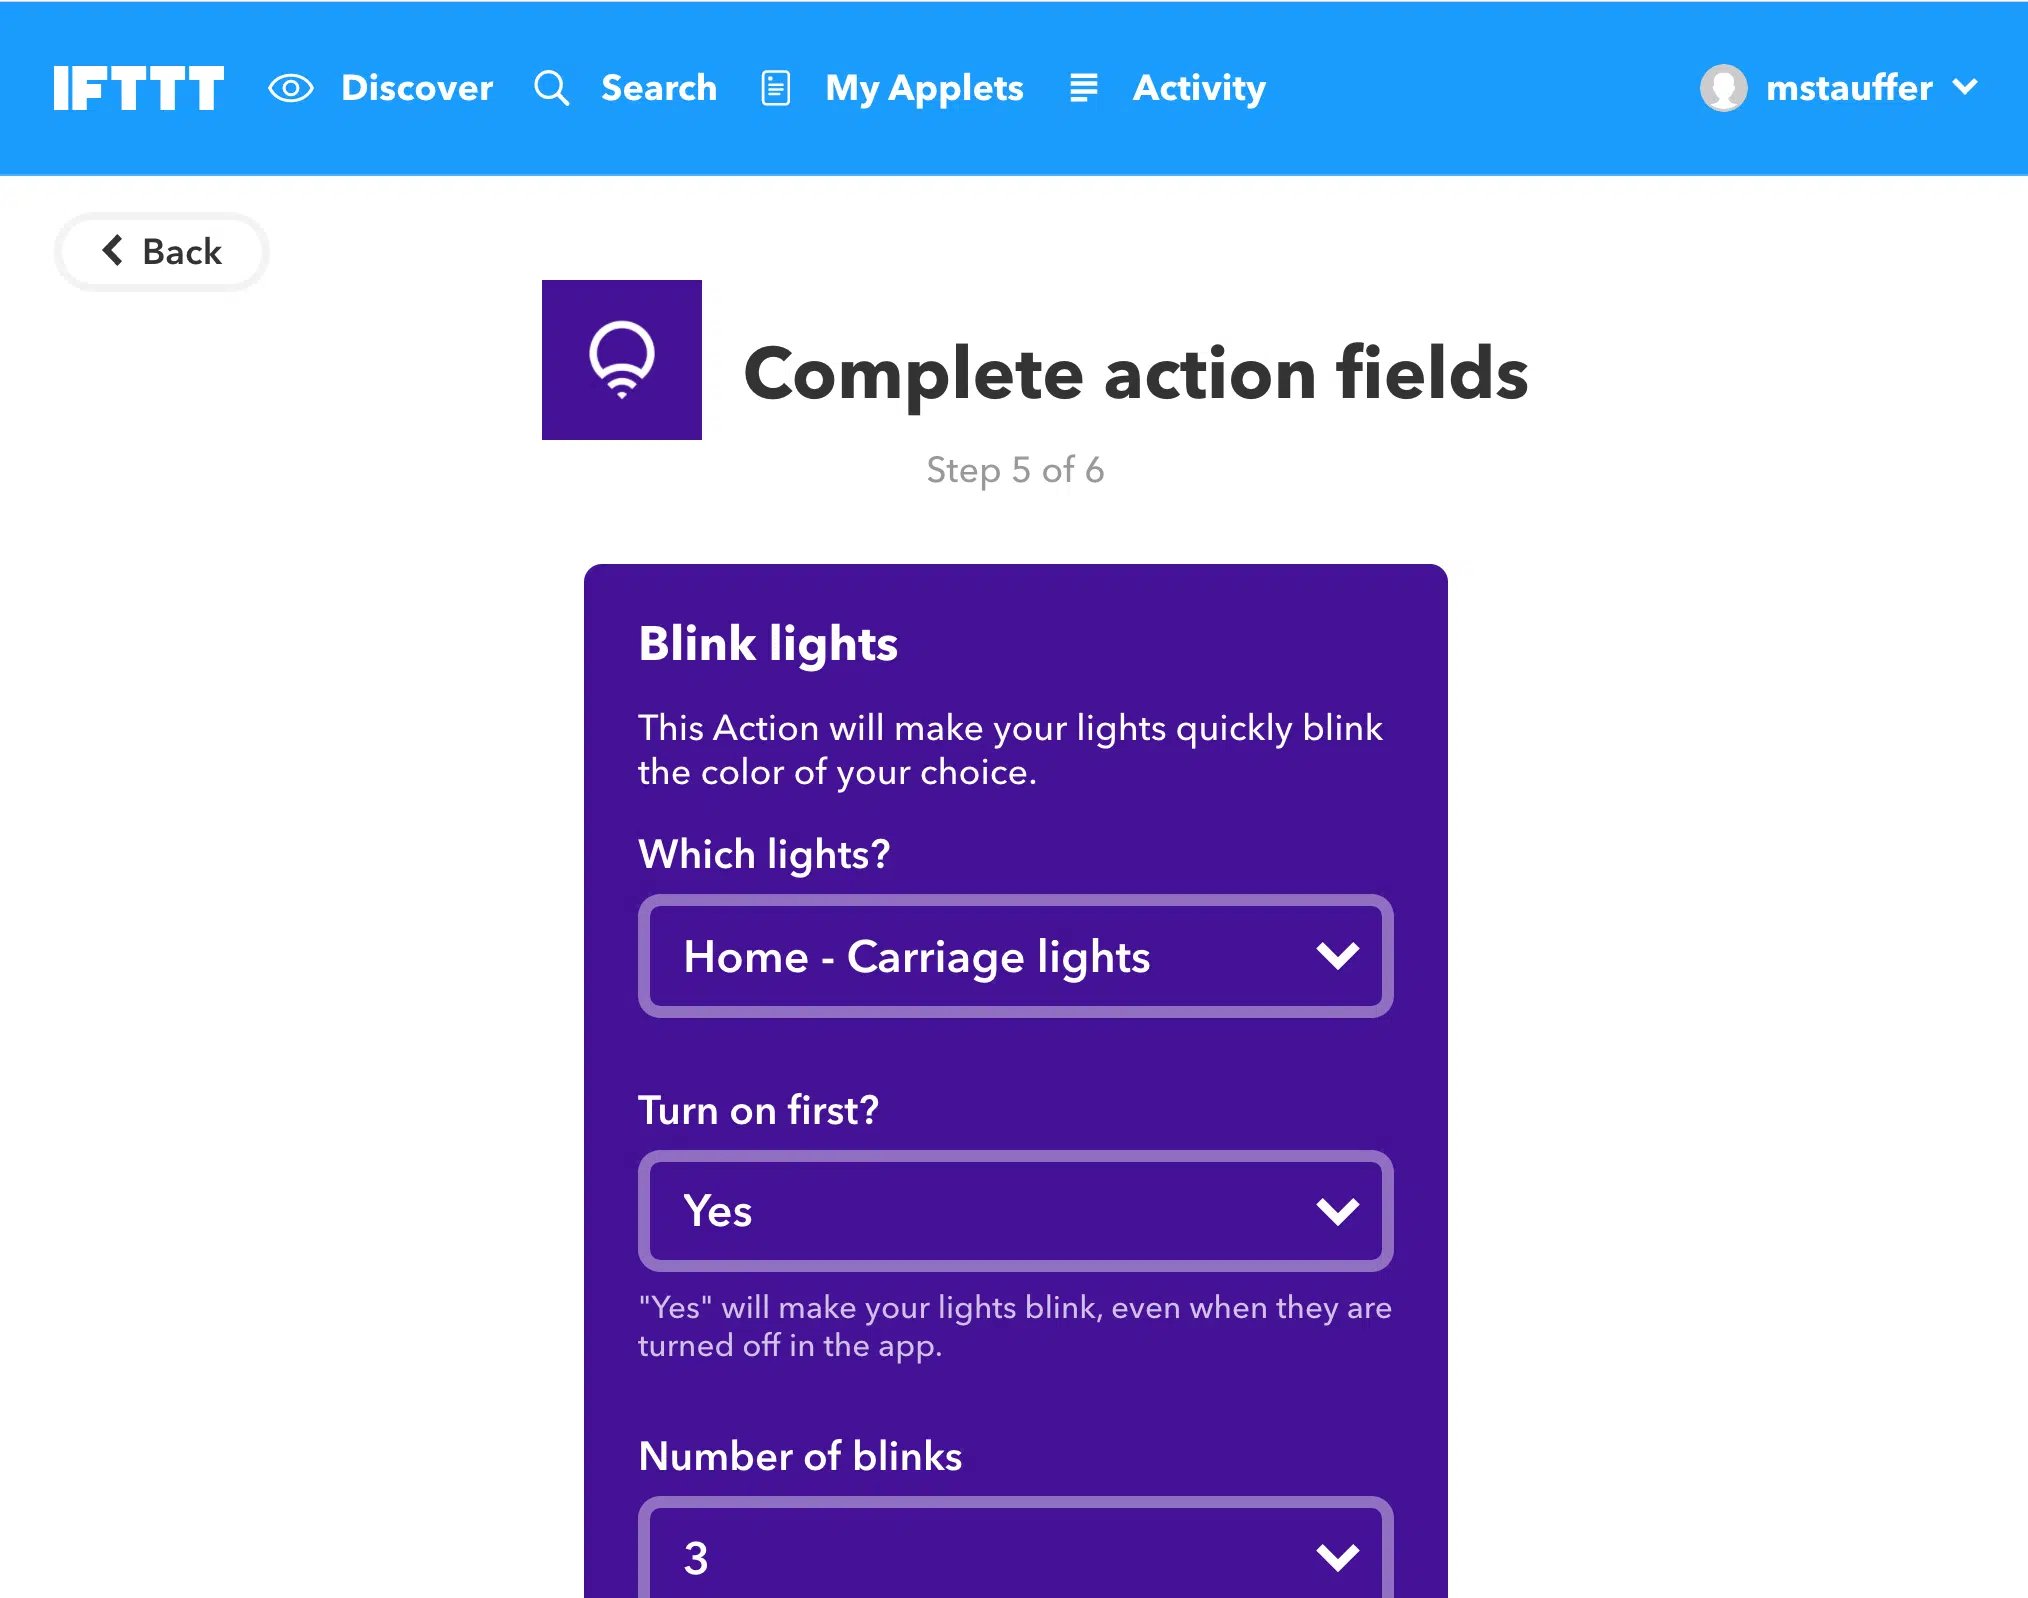 IFTTT Discover Search My Applets Activity mstauffer
Back
Complete action fields
Step 5 of 6
Blink lights
This Action will make your lights quickly blink
the color of your choice.
Which lights?
Home - Carriage lights
Turn on first?
Yes
"Yes" will make your lights blink, even when they are
turned off in the app.
Number of blinks
3